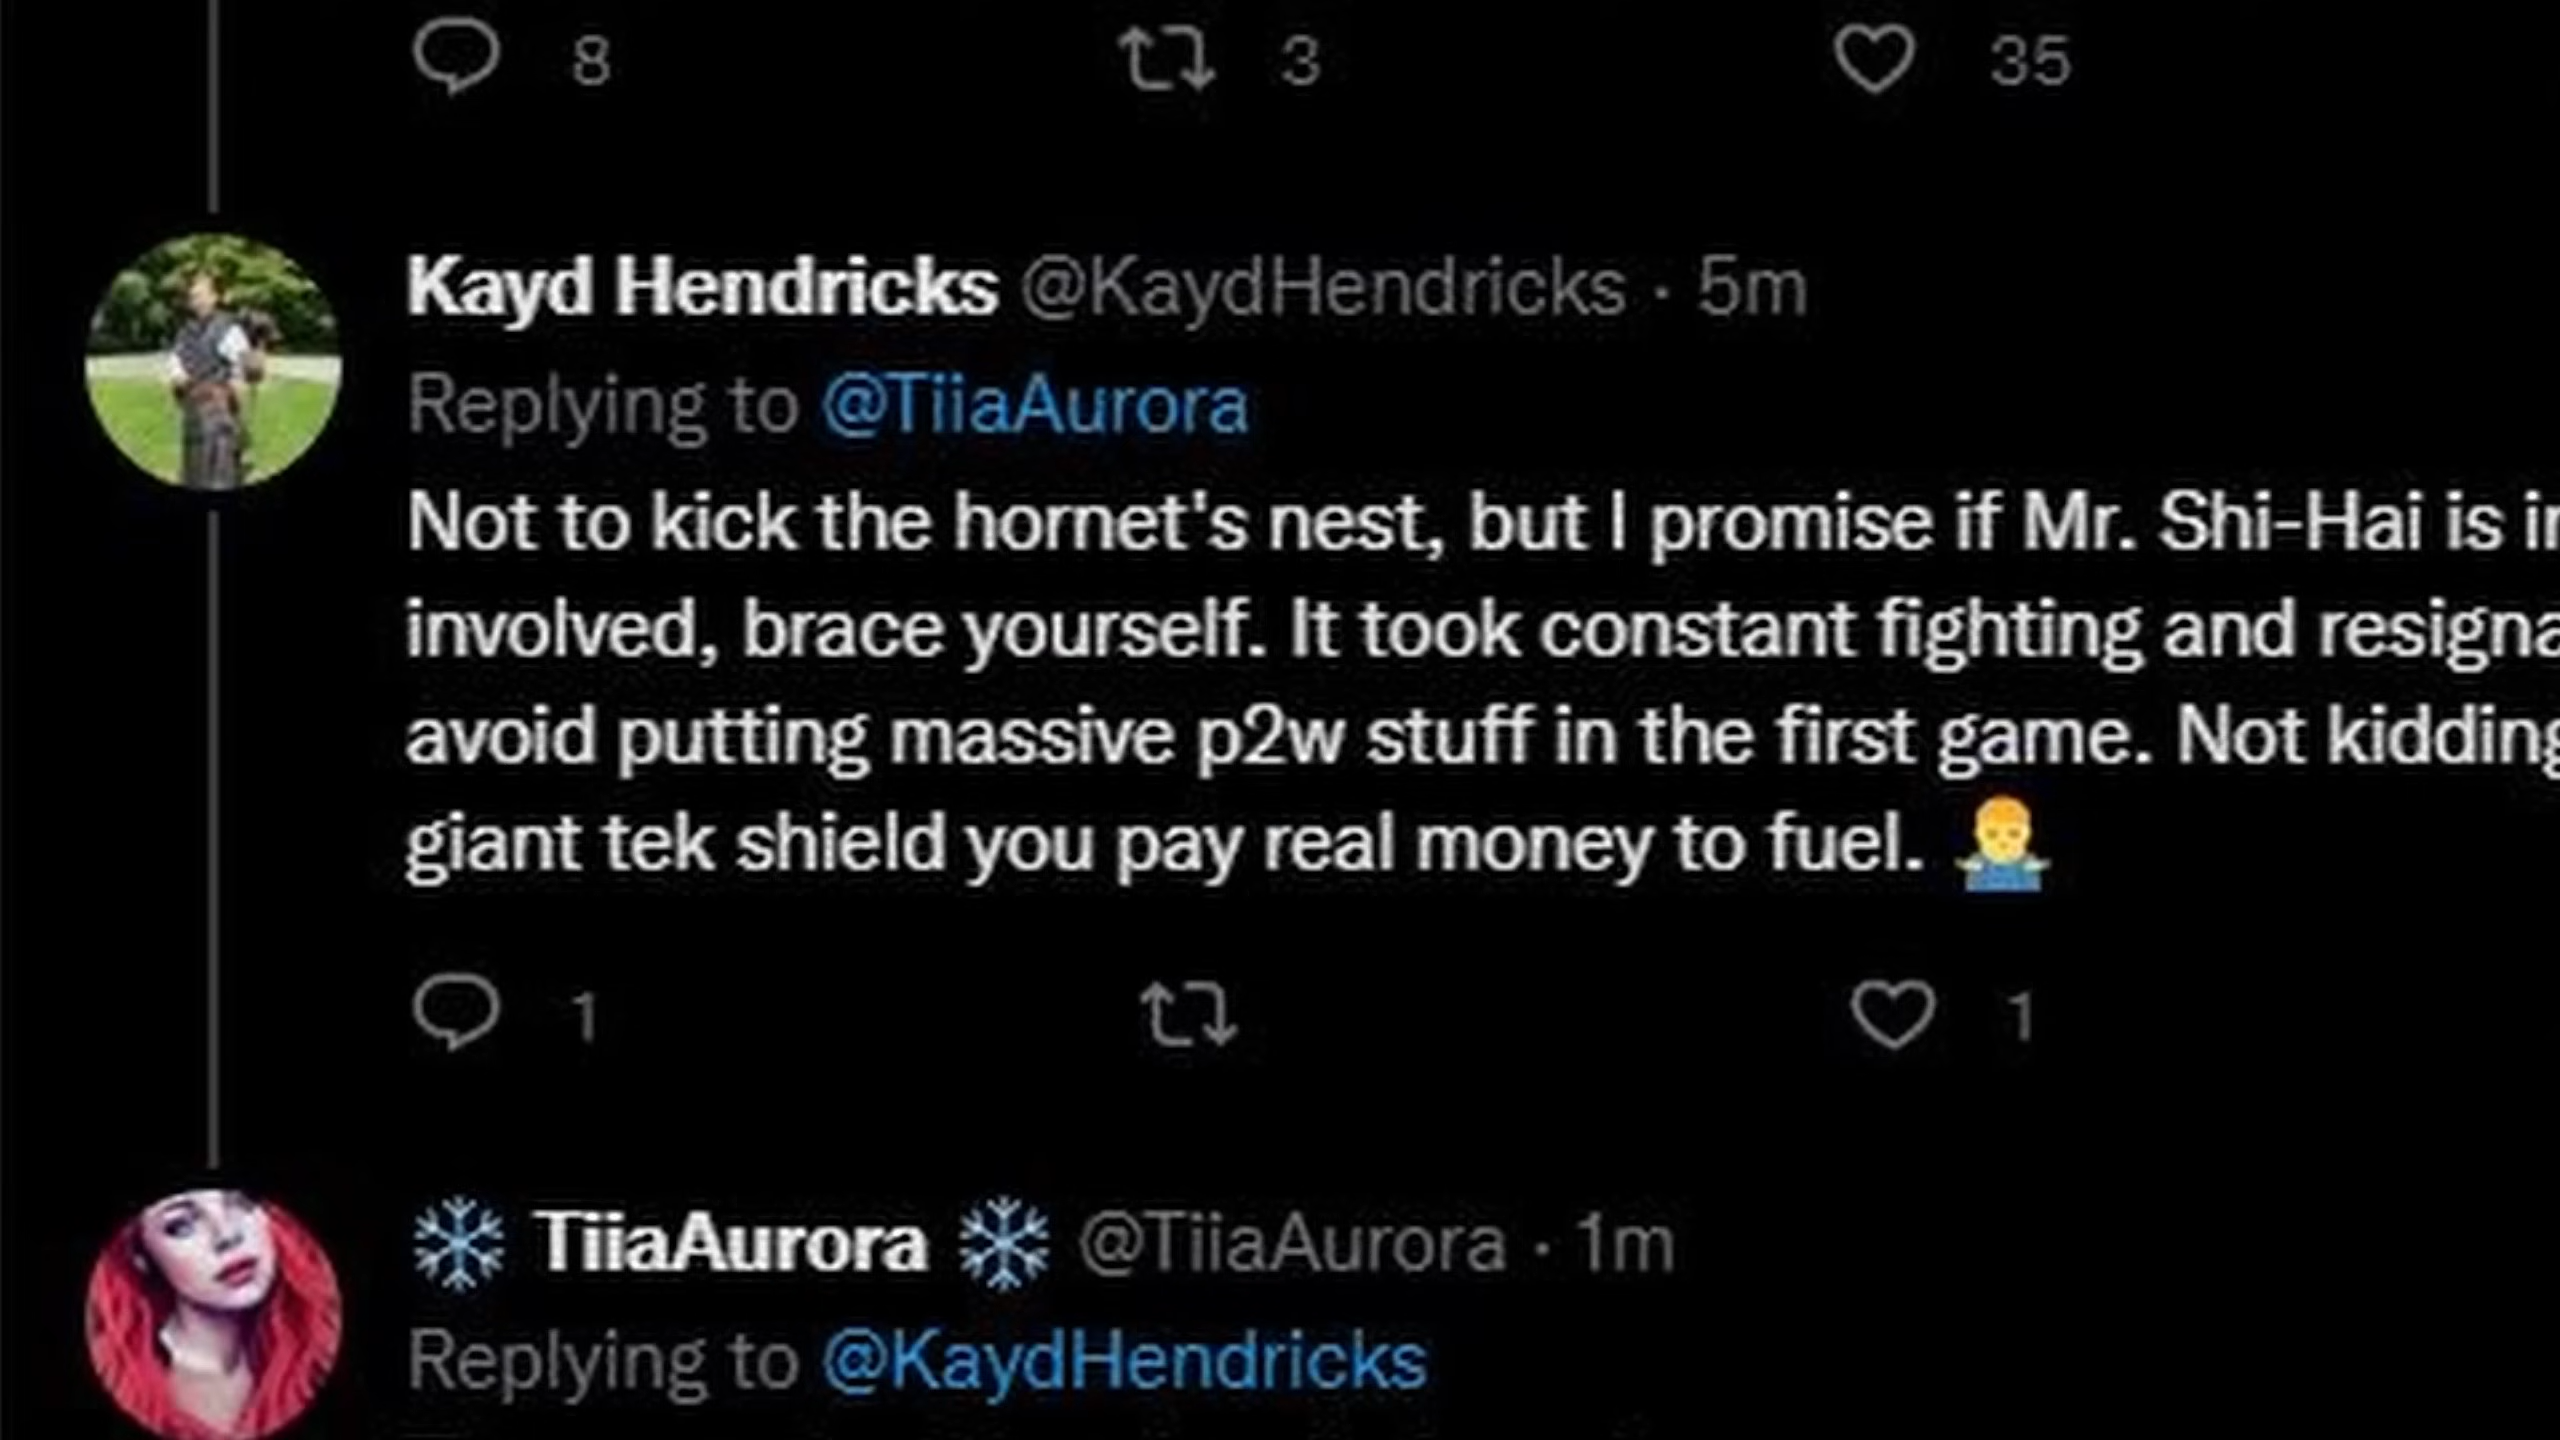 8 3 35
Kayd Hendricks @KaydHendricks · 5m
Replying to @TiiaAurora
Not to kick the hornet's nest, but I promise if Mr. Shi-Hai is
involved, brace yourself. It took constant fighting and
avoid putting massive p2w stuff in the first game. Not kidding
giant tek shield you pay real money to fuel. 🤷‍♂️
1 1
❄️ TiiaAurora ❄️ @TiiaAurora · 1m
Replying to @KaydHendricks